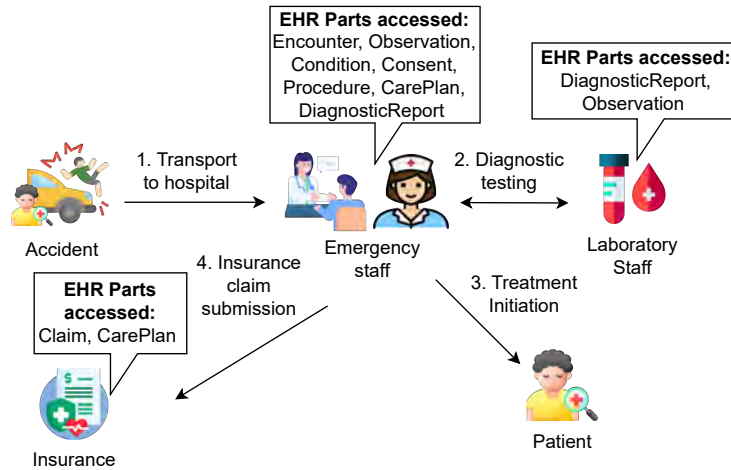 EHR Parts accessed:
Encounter, Observation,
Condition, Consent,
Procedure, CarePlan,
DiagnosticReport
EHR Parts accessed:
DiagnosticReport,
Observation
1. Transport
to hospital
2. Diagnostic
testing
Accident
Emergency
staff
Laboratory
Staff
4. Insurance
claim
submission
3. Treatment
Initiation
EHR Parts
accessed:
Claim, CarePlan
$
Insurance
Patient